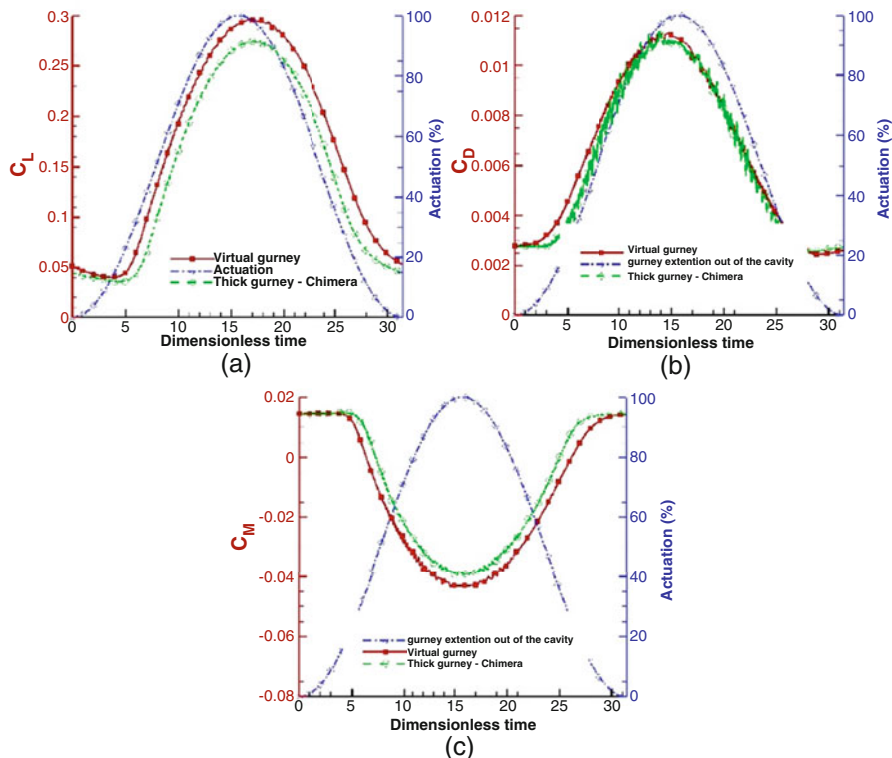 0.3
0.25
0.2
0.15
0.1
0.05
0
C_L
100
80
60
40
20
0
Actuation (%)
Virtual gurney
Actuation
Thick gurney - Chimera
0 5 10 15 20 25 30
Dimensionless time
(a)
0.012
0.01
0.008
0.006
0.004
0.002
0
C_D
100
80
60
40
20
0
Actuation (%)
Virtual gurney
gurney extention out of the cavity
Thick gurney - Chimera
0 5 10 15 20 25 30
Dimensionless time
(b)
0.02
0
-0.02
-0.04
-0.06
-0.08
C_M
100
80
60
40
20
0
Actuation (%)
gurney extention out of the cavity
Virtual gurney
Thick gurney - Chimera
0 5 10 15 20 25 30
Dimensionless time
(c)